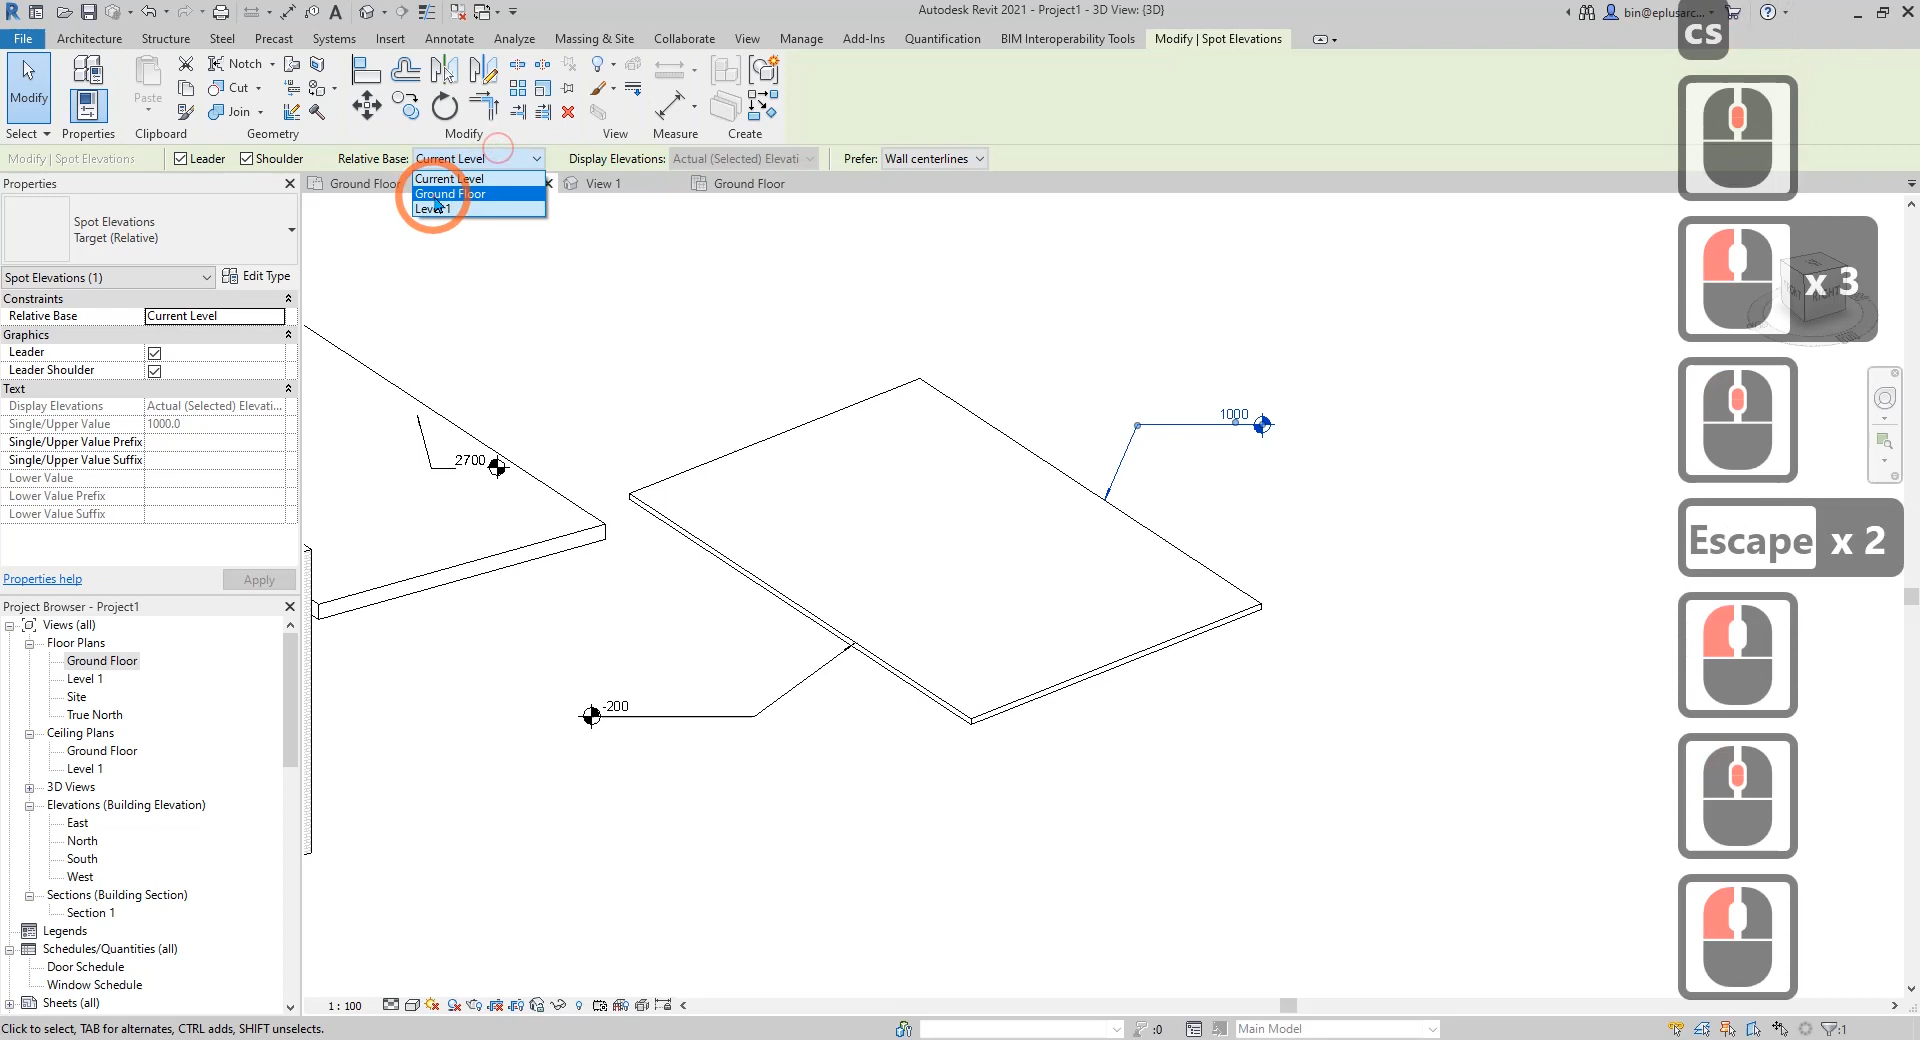 Autodesk Revit 2021 - Project1 - 3D View: {3D}
bin@eplusarc...
cs
File
Architecture
Structure
Steel
Precast
Systems
Insert
Annotate
Analyze
Massing & Site
Collaborate
View
Manage
Add-Ins
Quantification
BIM Interoperability Tools
Modify | Spot Elevations
Modify
Paste
Notch
Cut
Join
Select
Properties
Clipboard
Geometry
Modify
View
Measure
Create
Modify | Spot Elevations
Leader
Shoulder
Relative Base:
Current Level
Display Elevations:
Actual (Selected) Elevati
Prefer:
Wall centerlines
Current Level
Ground Floor
Level 1
Ground Floor
View 1
Ground Floor
Properties
Spot Elevations
Target (Relative)
Spot Elevations (1)
Edit Type
Constraints
Relative Base
Current Level
Graphics
Leader
Leader Shoulder
Text
Display Elevations
Actual (Selected) Elevati...
Single/Upper Value
1000.0
Single/Upper Value Prefix
Single/Upper Value Suffix
Lower Value
Lower Value Prefix
Lower Value Suffix
Properties help
Apply
Project Browser - Project1
Views (all)
Floor Plans
Ground Floor
Level 1
Site
True North
Ceiling Plans
Ground Floor
Level 1
3D Views
Elevations (Building Elevation)
East
North
South
West
Sections (Building Section)
Section 1
Legends
Schedules/Quantities (all)
Door Schedule
Window Schedule
Sheets (all)
2700
1000
-200
x 3
Escape x 2
1 : 100
Click to select, TAB for alternates, CTRL adds, SHIFT unselects.
:0
Main Model
:1